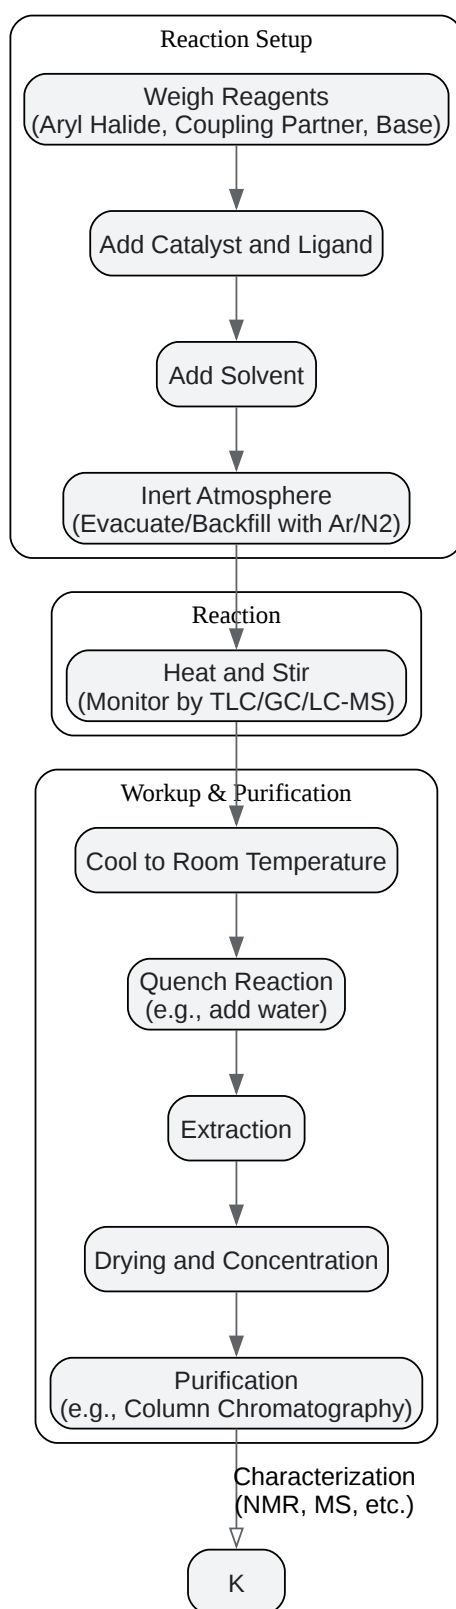 Reaction Setup
Weigh Reagents
(Aryl Halide, Coupling Partner, Base)
Add Catalyst and Ligand
Add Solvent
Inert Atmosphere
(Evacuate/Backfill with Ar/N2)
Reaction
Heat and Stir
(Monitor by TLC/GC/LC-MS)
Workup & Purification
Cool to Room Temperature
Quench Reaction
(e.g., add water)
Extraction
Drying and Concentration
Purification
(e.g., Column Chromatography)
Characterization
(NMR, MS, etc.)
K